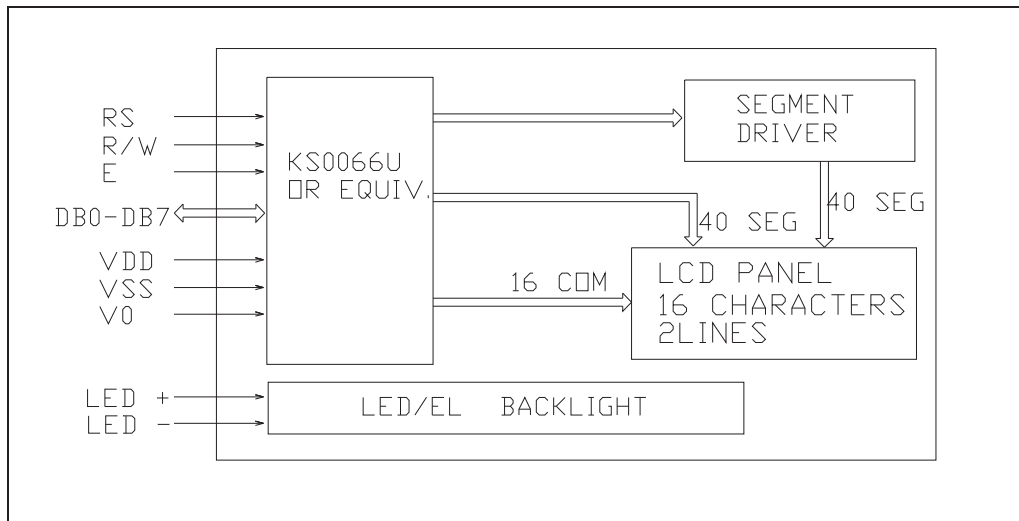 RS
R/W
E
DB0-DB7
VDD
VSS
V0
LED +
LED -
KS0066U
OR EQUIV.
SEGMENT
DRIVER
40 SEG
40 SEG
16 COM
LCD PANEL
16 CHARACTERS
2LINES
LED/EL BACKLIGHT